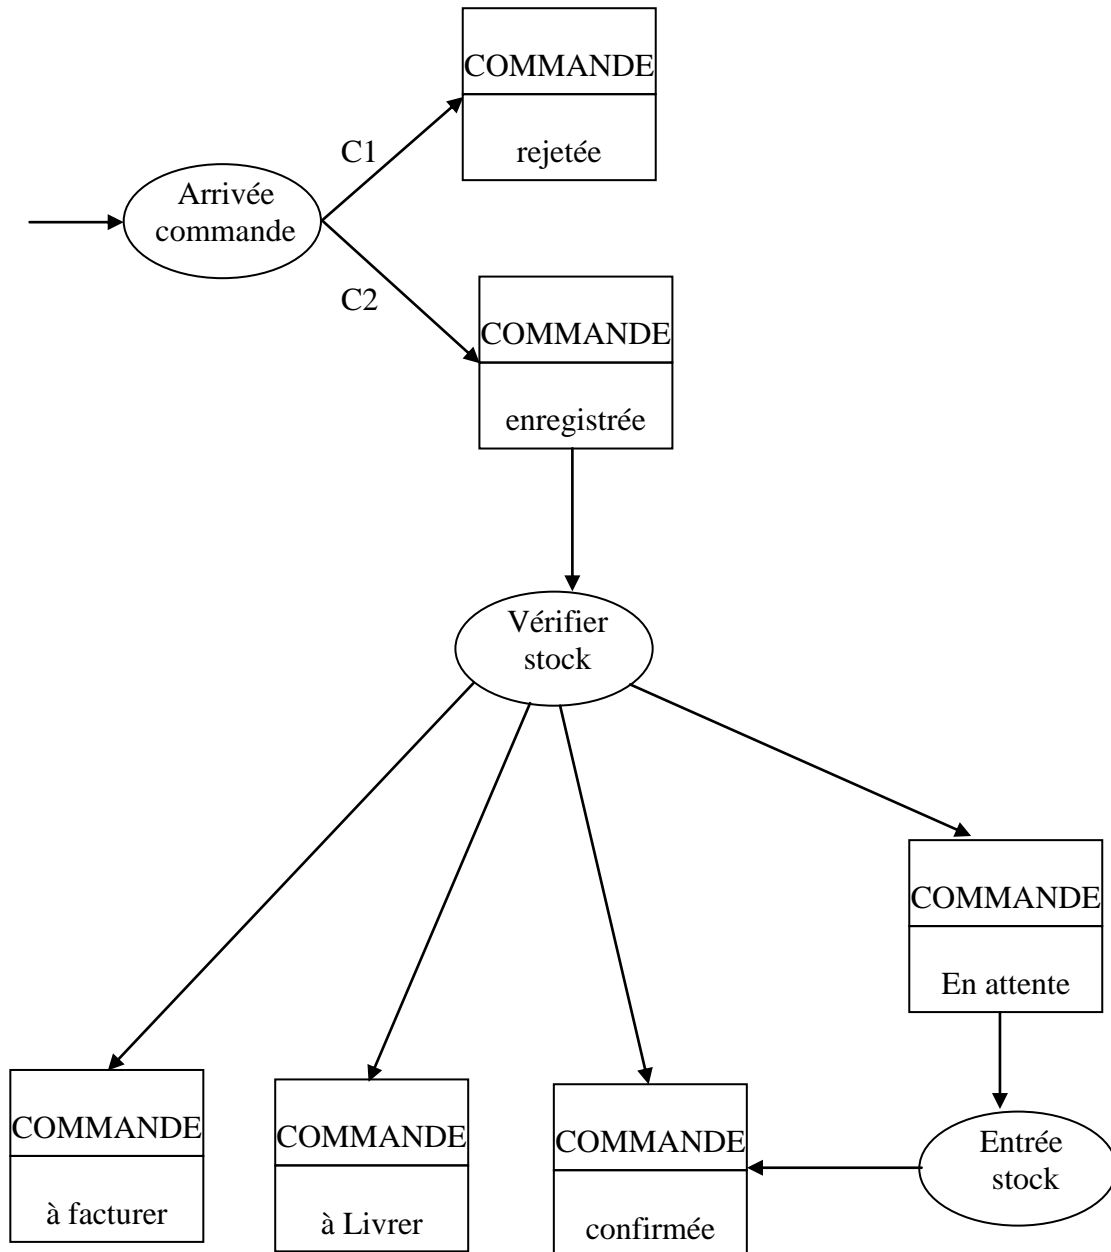 COMMANDE
rejetée
C1
Arrivée
commande
C2
COMMANDE
enregistrée
Vérifier
stock
COMMANDE
En attente
COMMANDE
à facturer
COMMANDE
à Livrer
COMMANDE
confirmée
Entrée
stock